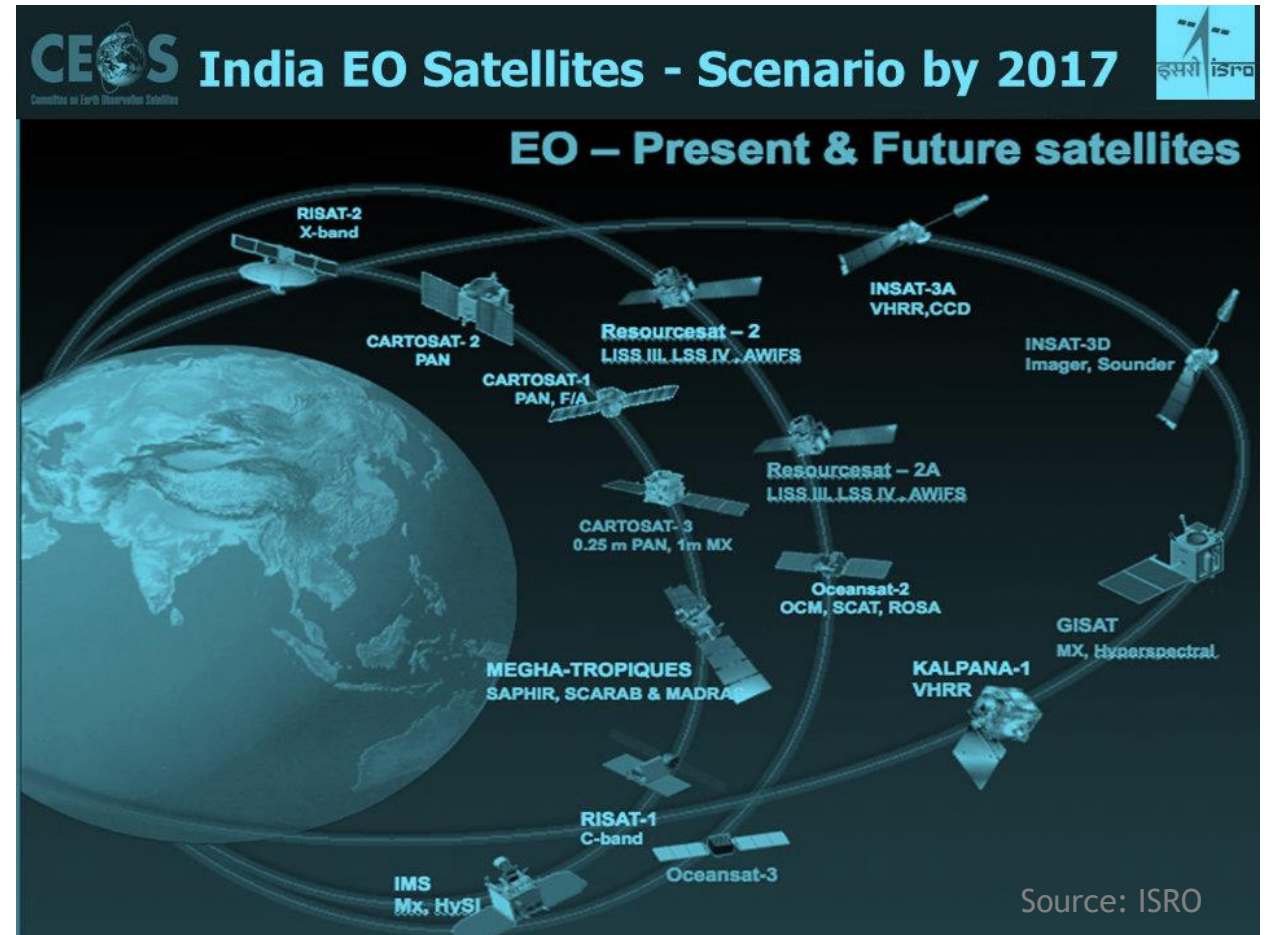 CEOS
Committee on Earth Observation Satellites
India EO Satellites - Scenario by 2017
इसरो isro
EO – Present & Future satellites
RISAT-2
X-band
CARTOSAT- 2
PAN
CARTOSAT-1
PAN, F/A
Resourcesat – 2
LISS III, LSS IV , AWIFS
INSAT-3A
VHRR,CCD
INSAT-3D
Imager, Sounder
Resourcesat – 2A
LISS III, LSS IV , AWIFS
CARTOSAT- 3
0.25 m PAN, 1m MX
Oceansat-2
OCM, SCAT, ROSA
GISAT
MX, Hyperspectral
MEGHA-TROPIQUES
SAPHIR, SCARAB & MADRAS
KALPANA-1
VHRR
RISAT-1
C-band
Oceansat-3
IMS
Mx, HySI
Source: ISRO